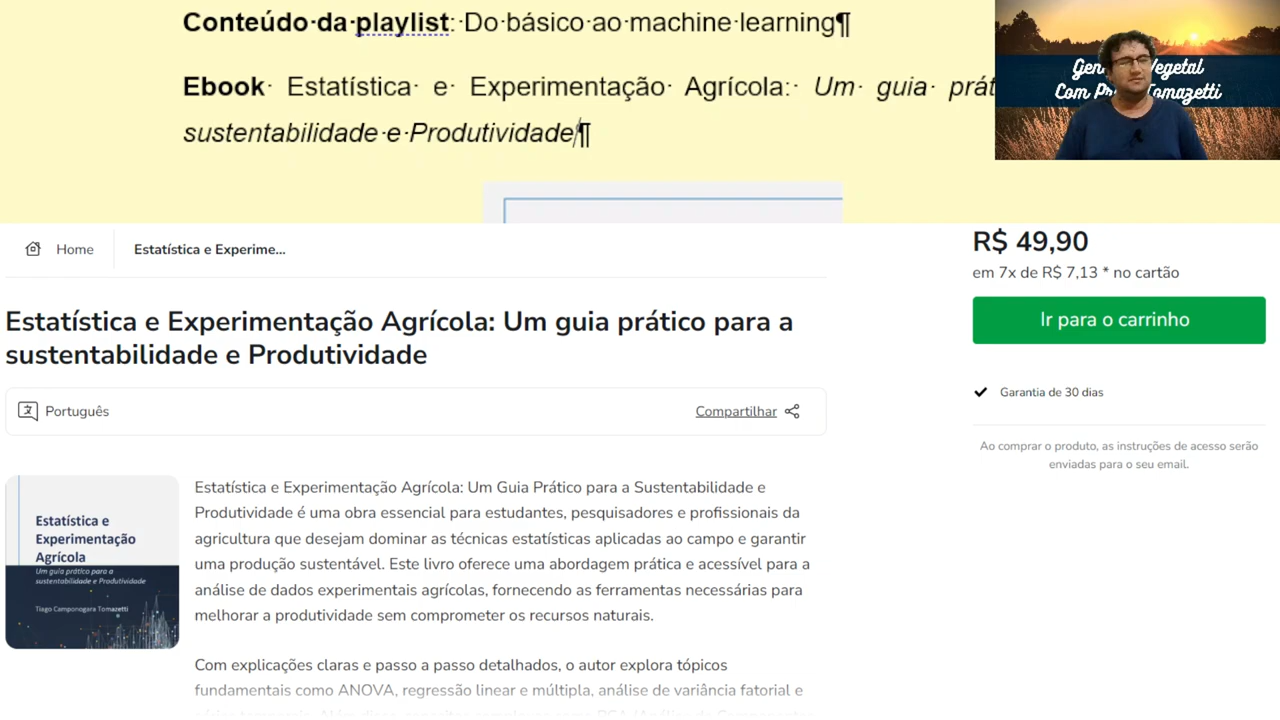 Conteúdo da playlist: Do básico ao machine learning¶
Ebook Estatística e Experimentação Agrícola: Um guia
sustentabilidade e Produtividade/¶
Com Tomazetti
Home
Estatística e Experime...
Estatística e Experimentação Agrícola: Um guia prático para a
sustentabilidade e Produtividade
Português
Compartilhar
R$ 49,90
em 7x de R$ 7,13 * no cartão
Ir para o carrinho
Garantia de 30 dias
Ao comprar o produto, as instruções de acesso serão
enviadas para o seu email.
Estatística e
Experimentação
Agrícola
Um guia prático para a
sustentabilidade e Produtividade
Tiago Camponogara Tomazetti
Estatística e Experimentação Agrícola: Um Guia Prático para a Sustentabilidade e
Produtividade é uma obra essencial para estudantes, pesquisadores e profissionais da
agricultura que desejam dominar as técnicas estatísticas aplicadas ao campo e garantir
uma produção sustentável. Este livro oferece uma abordagem prática e acessível para a
análise de dados experimentais agrícolas, fornecendo as ferramentas necessárias para
melhorar a produtividade sem comprometer os recursos naturais.
Com explicações claras e passo a passo detalhados, o autor explora tópicos
fundamentais como ANOVA, regressão linear e múltipla, análise de variância fatorial e